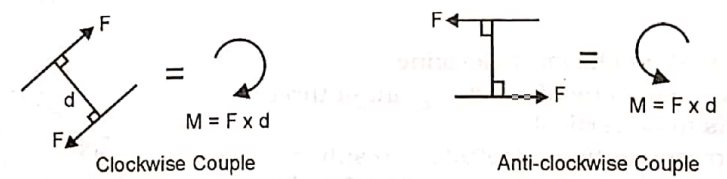 F
F
d
=
=
M = F x d
F
F
M = F x d
Clockwise Couple
Anti-clockwise Couple